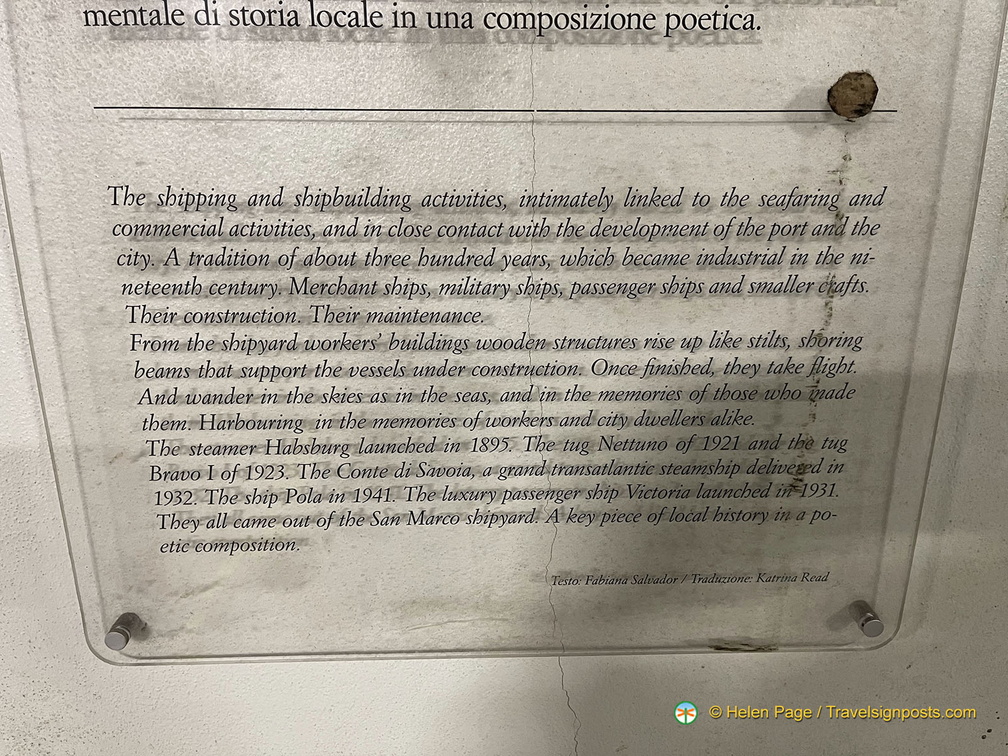 mentale di storia locale in una composizione poetica.
The shipping and shipbuilding activities, intimately linked to the seafaring and
commercial activities, and in close contact with the development of the port and the
city. A tradition of about three hundred years, which became industrial in the ni-
neteenth century. Merchant ships, military ships, passenger ships and smaller crafts.
Their construction. Their maintenance.
From the shipyard workers' buildings wooden structures rise up like stilts, shoring
beams that support the vessels under construction. Once finished, they take flight.
And wander in the skies as in the seas, and in the memories of those who made
them. Harbouring in the memories of workers and city dwellers alike.
The steamer Habsburg launched in 1895. The tug Nettuno of 1921 and the tug
Bravo I of 1923. The Conte di Savoia, a grand transatlantic steamship delivered in
1932. The ship Pola in 1941. The luxury passenger ship Victoria launched in 1931.
They all came out of the San Marco shipyard. A key piece of local history in a po-
etic composition.
Testo: Fabiana Salvador / Traduzione: Katrina Read
© Helen Page / Travelsignposts.com